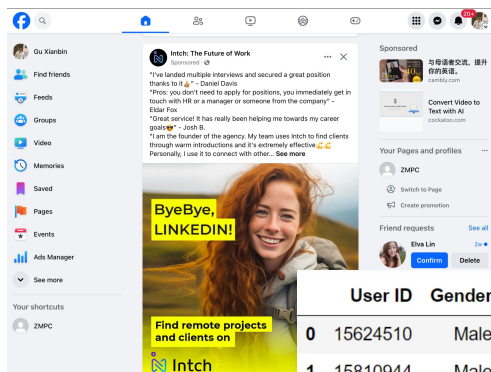 20+
Gu Xianbin
Find friends
Feeds
Groups
Video
Memories
Saved
Pages
Events
Ads Manager
See more
Your shortcuts
ZMPC
Intch: The Future of Work
Sponsored ·
"I've landed multiple interviews and secured a great position
thanks to it👍" - Daniel Davis
"Pros: you don't need to apply for positions, you immediately get in
touch with HR or a manager or someone from the company" -
Eldar Fox
"Great service! It has really been helping me towards my career
goals😎" - Josh B.
"I am the founder of the agency. My team uses Intch to find clients
through warm introductions and it's extremely effective💪💪
Personally, I use it to connect with other... See more
ByeBye,
LINKEDIN!
Find remote projects
and clients on
Intch
Sponsored
与母语者交流，提升
你的英语。
cambly.com
Convert Video to
Text with AI
cockatoo.com
Your Pages and profiles
ZMPC
Switch to Page
Create promotion
Friend requests
See all
Elva Lin
2w
Confirm
Delete
User ID Gender
0 15624510 Male
1 15810944 Male